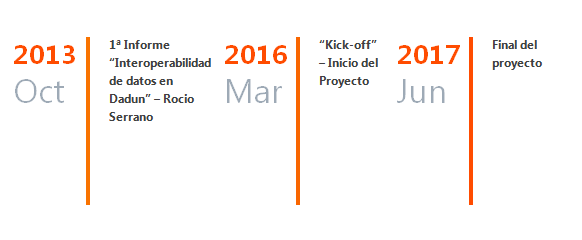 2013
Oct
1ª Informe
“Interoperabilidad
de datos en
Dadun” – Rocio
Serrano
2016
Mar
“Kick-off”
– Inicio del
Proyecto
2017
Jun
Final del
proyecto